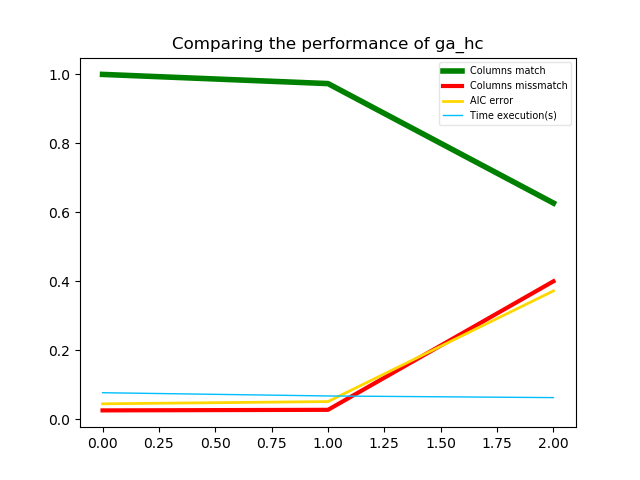 Comparing the performance of ga_hc
Columns match
Columns missmatch
AIC error
Time execution(s)
1.0
0.8
0.6
0.4
0.2
0.0
0.00 0.25 0.50 0.75 1.00 1.25 1.50 1.75 2.00